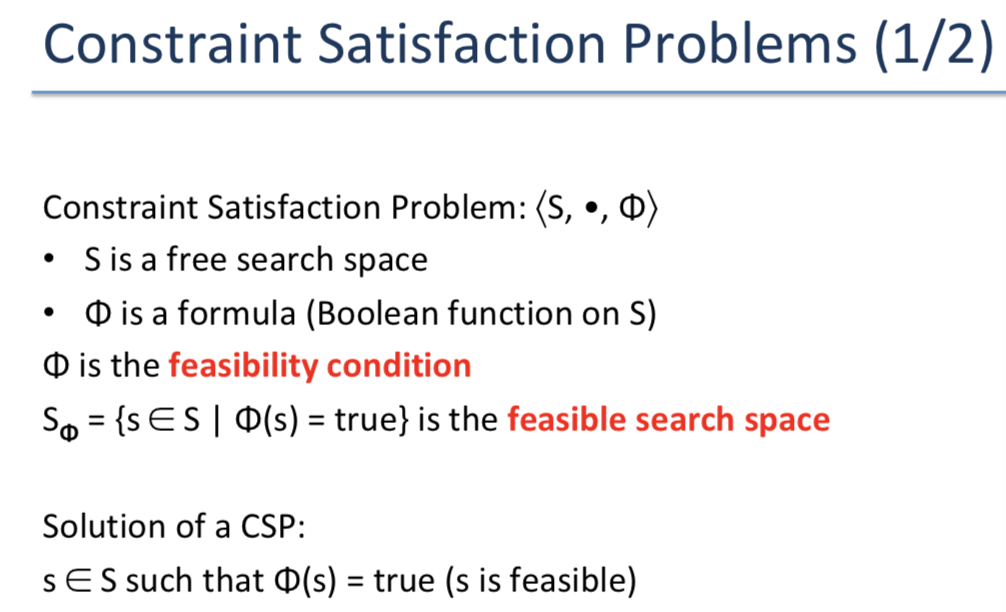 Constraint Satisfaction Problems (1/2)
Constraint Satisfaction Problem: ⟨S, •, Φ⟩
• S is a free search space
• Φ is a formula (Boolean function on S)
Φ is the feasibility condition
S_Φ = {s ∈ S | Φ(s) = true} is the feasible search space
Solution of a CSP:
s ∈ S such that Φ(s) = true (s is feasible)